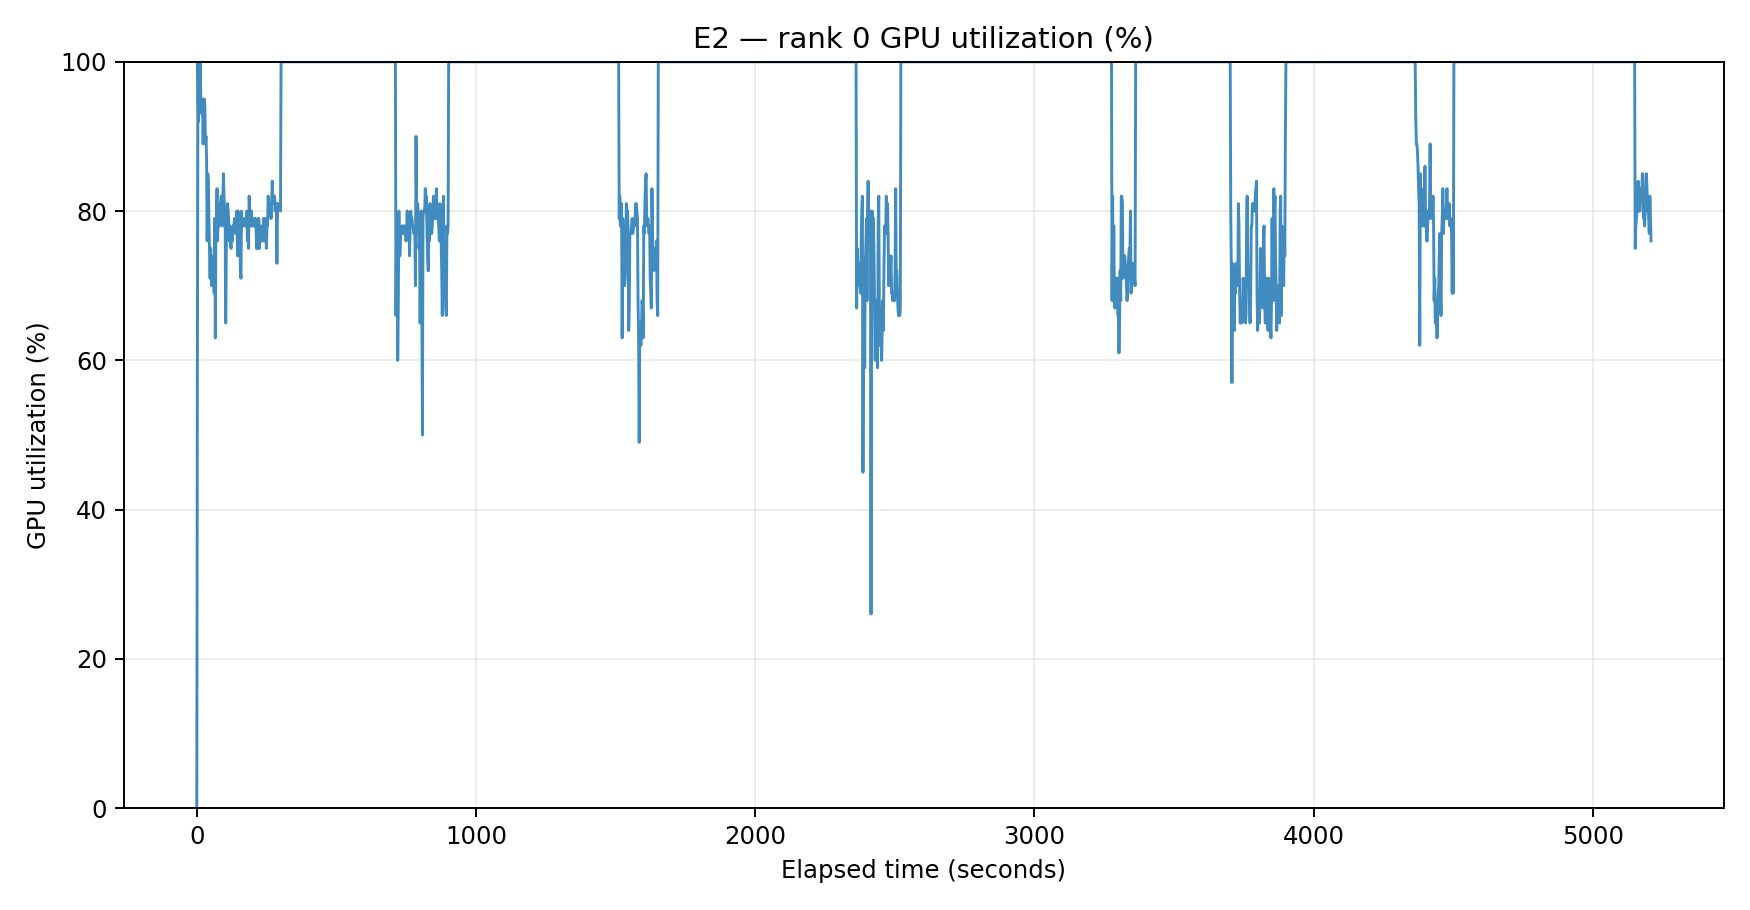 E2 — rank 0 GPU utilization (%)
100
80
60
40
20
0
GPU utilization (%)
0 1000 2000 3000 4000 5000
Elapsed time (seconds)